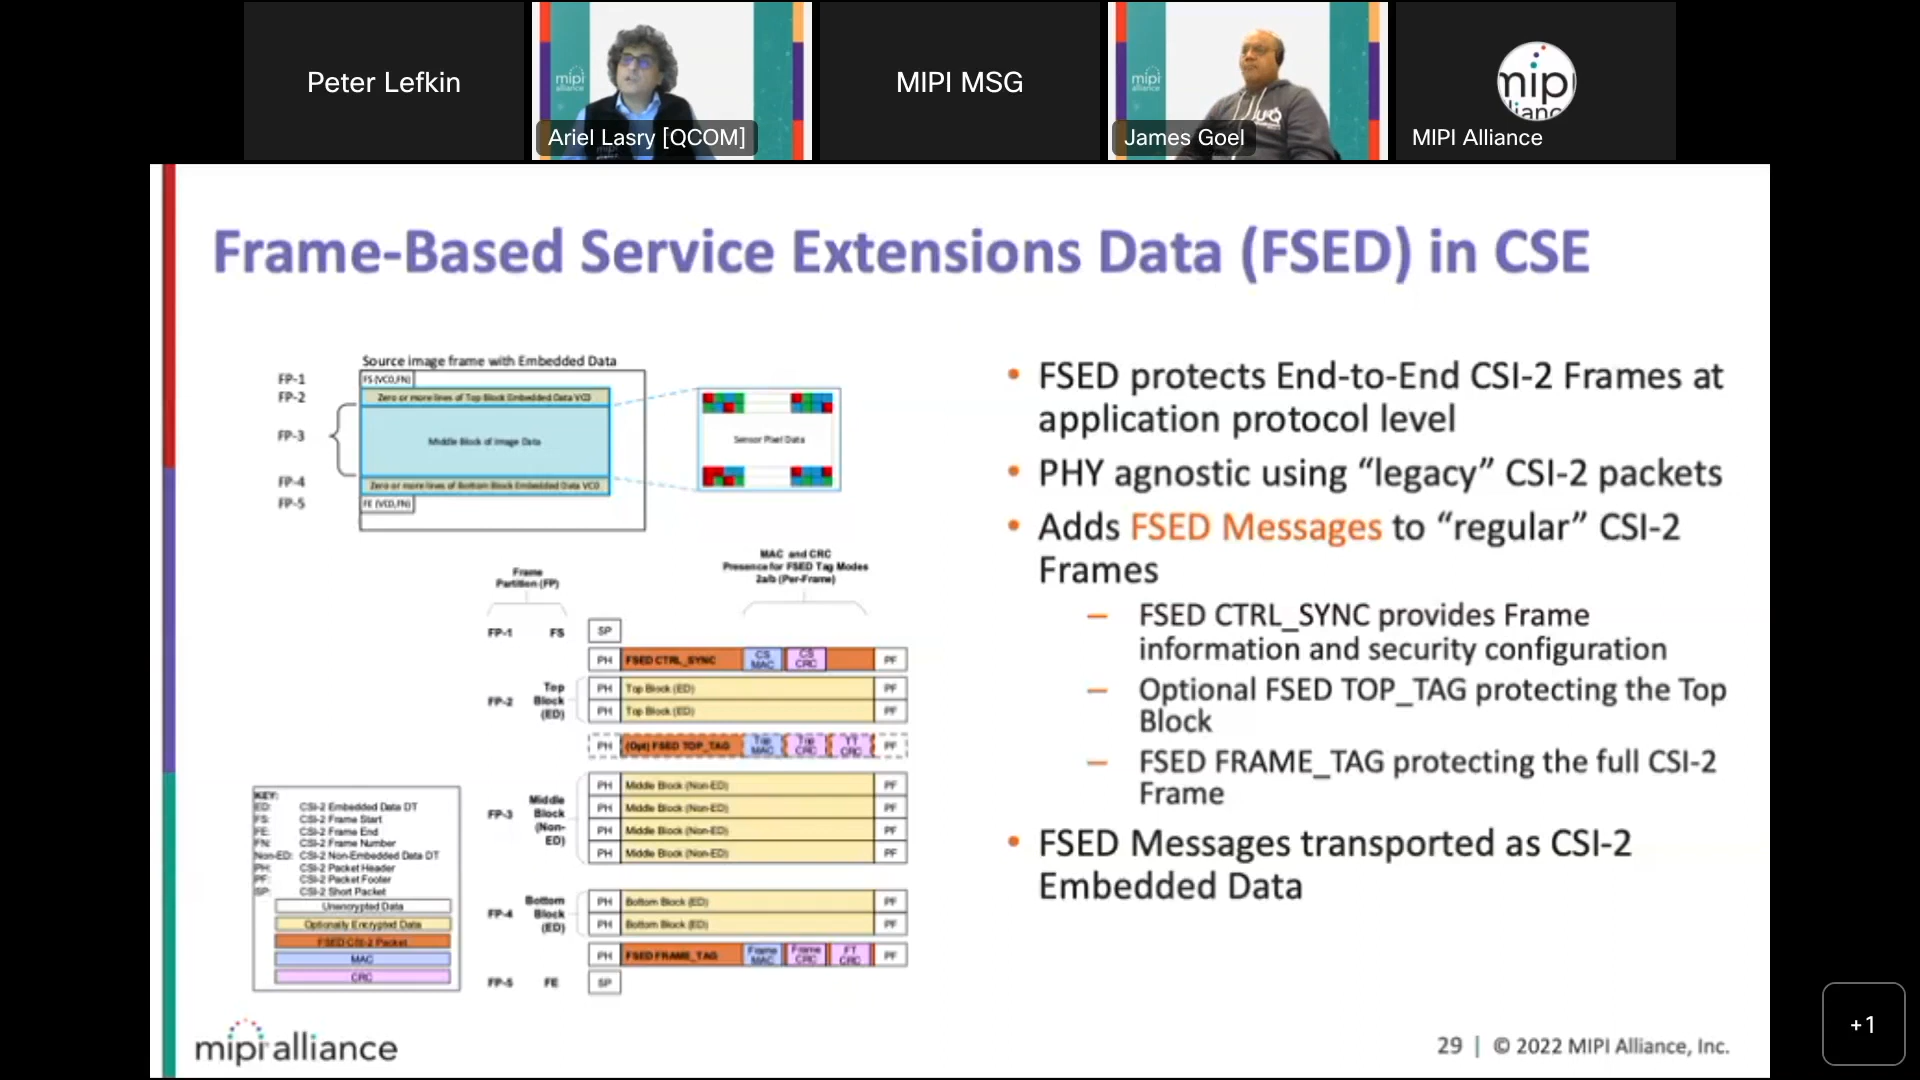 Peter Lefkin
mipi
alliance
Ariel Lasry [QCOM]
MIPI MSG
mipi
alliance
James Goel
mipi
MIPI Alliance
Frame-Based Service Extensions Data (FSED) in CSE
Source image frame with Embedded Data
FP-1
FS (VC0,FN)
FP-2
Zero or more lines of Top Block Embedded Data VC0
FP-3
Middle Block of Image Data
Sensor Pixel Data
FP-4
Zero or more lines of Bottom Block Embedded Data VC0
FP-5
FE (VC0,FN)
Frame
Partition (FP)
MAC and CRC
Presence for FSED Tag Modes
2a/b (Per-Frame)
FP-1 FS SP
PH FSED CTRL_SYNC CS MAC CS CRC PF
FP-2 Top Block (ED)
PH Top Block (ED) PF
PH Top Block (ED) PF
PH (Opt) FSED TOP_TAG Top MAC Top CRC TT CRC PF
FP-3 Middle Block (Non-ED)
PH Middle Block (Non-ED) PF
PH Middle Block (Non-ED) PF
PH Middle Block (Non-ED) PF
PH Middle Block (Non-ED) PF
FP-4 Bottom Block (ED)
PH Bottom Block (ED) PF
PH Bottom Block (ED) PF
PH FSED FRAME_TAG Frame MAC Frame CRC FT CRC PF
FP-5 FE SP
KEY:
ED: CSI-2 Embedded Data DT
FS: CSI-2 Frame Start
FE: CSI-2 Frame End
FN: CSI-2 Frame Number
Non-ED: CSI-2 Non-Embedded Data DT
PH: CSI-2 Packet Header
PF: CSI-2 Packet Footer
SP: CSI-2 Short Packet
Unencrypted Data
Optionally Encrypted Data
FSED CSI-2 Packet
MAC
CRC
• FSED protects End-to-End CSI-2 Frames at
application protocol level
• PHY agnostic using “legacy” CSI-2 packets
• Adds FSED Messages to “regular” CSI-2
Frames
– FSED CTRL_SYNC provides Frame
information and security configuration
– Optional FSED TOP_TAG protecting the Top
Block
– FSED FRAME_TAG protecting the full CSI-2
Frame
• FSED Messages transported as CSI-2
Embedded Data
mipi alliance
29 | © 2022 MIPI Alliance, Inc.
+1